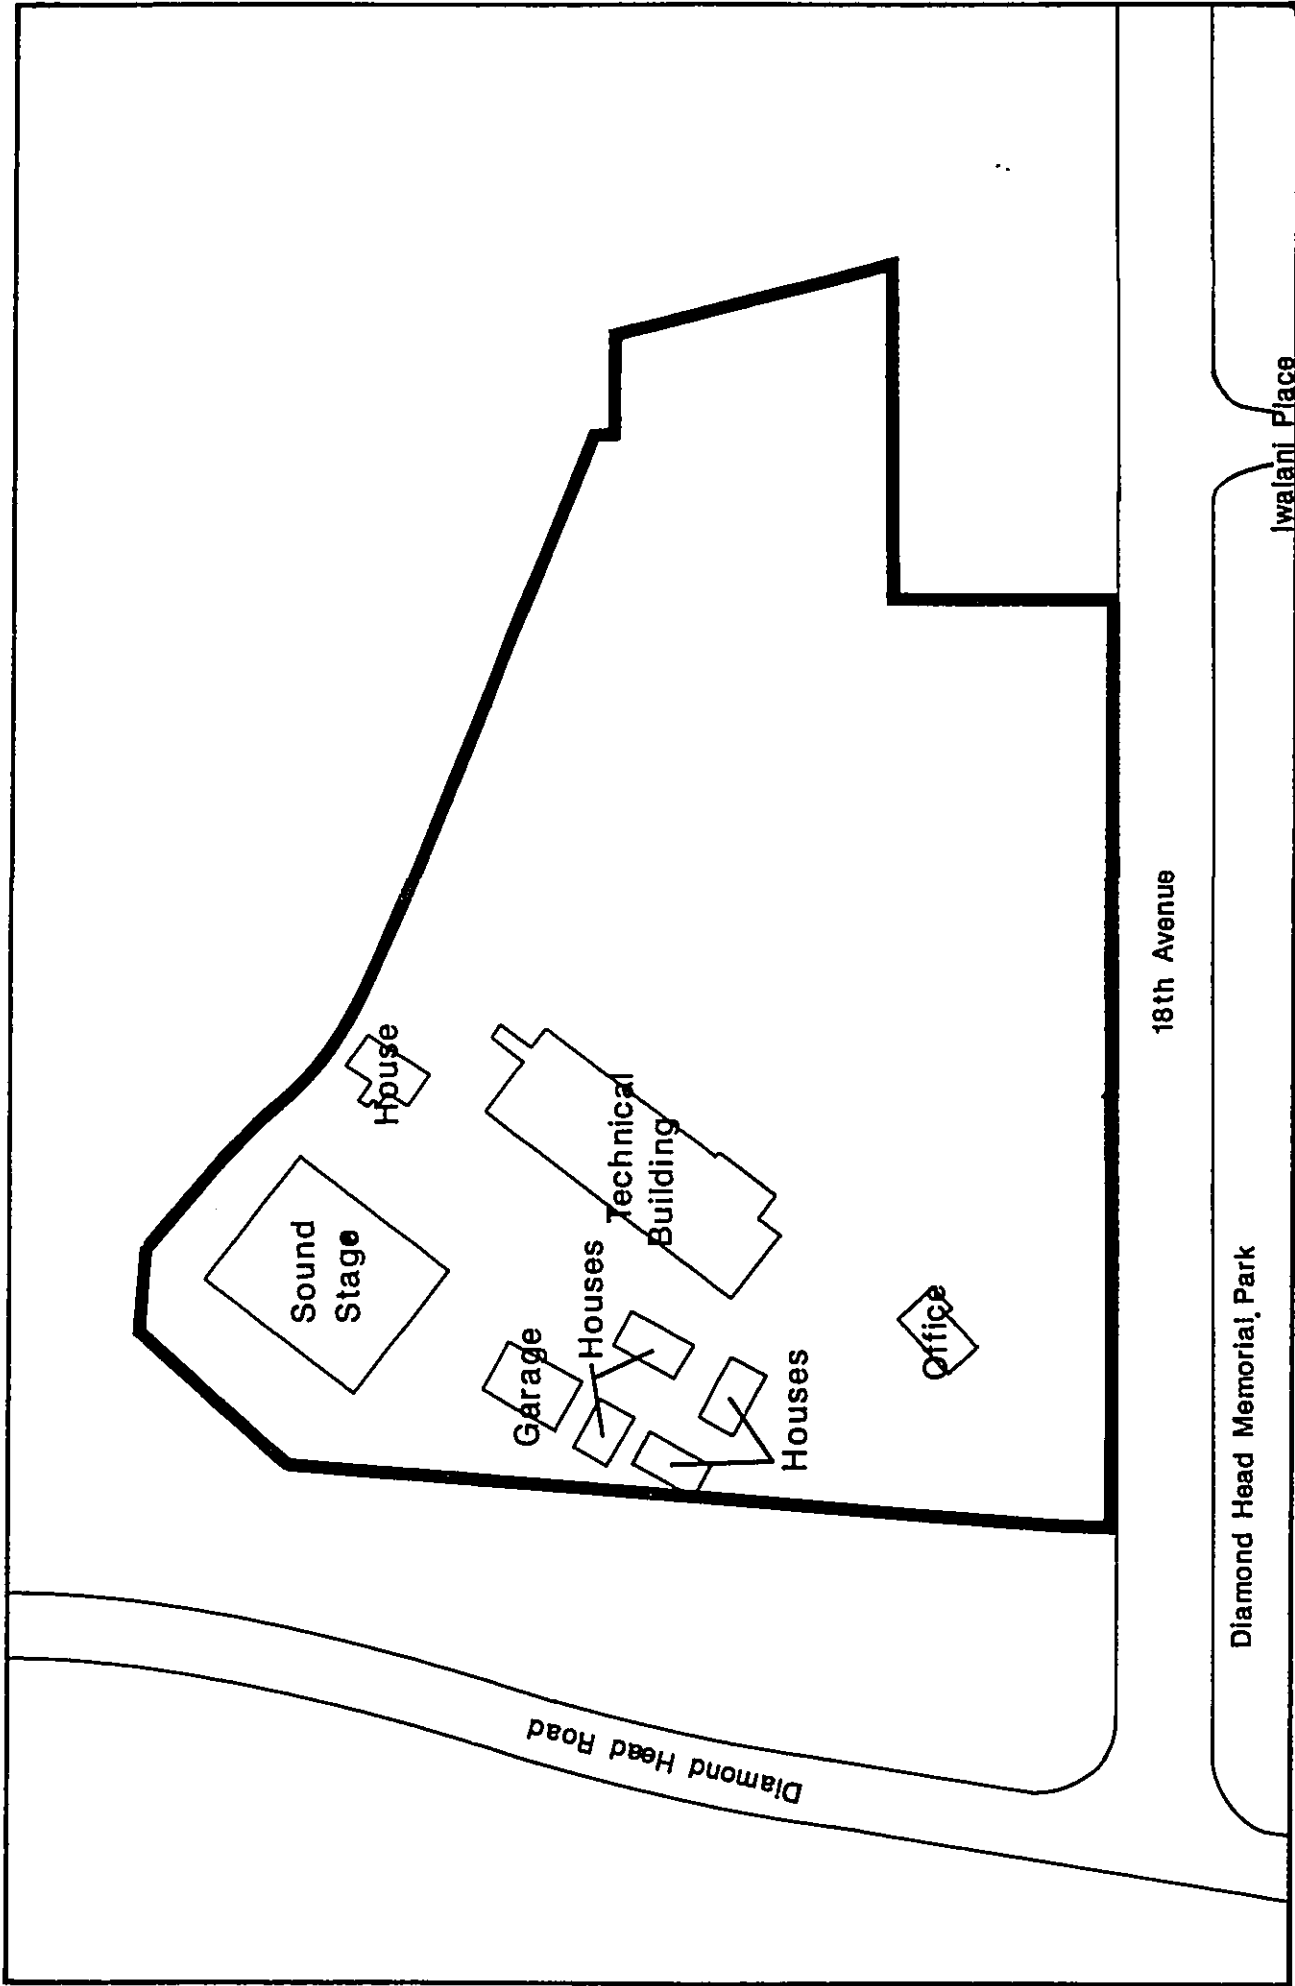 House
Sound
Stage
Technical
Building
Garage
Houses
Houses
Office
18th Avenue
Iwalani Place
Diamond Head Memorial Park
Diamond Head Road